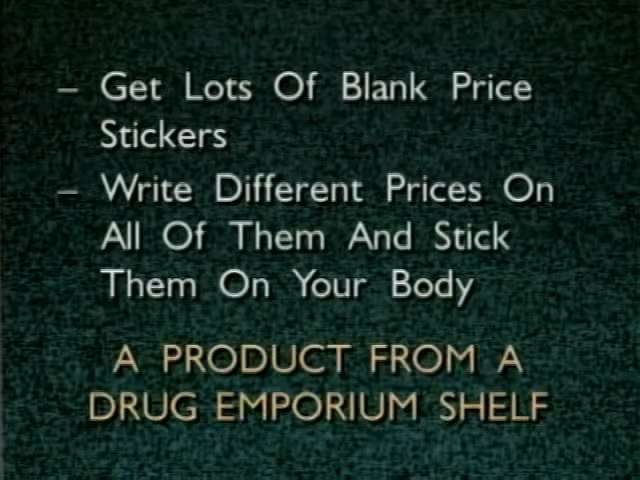 – Get Lots Of Blank Price
Stickers
– Write Different Prices On
All Of Them And Stick
Them On Your Body
A PRODUCT FROM A
DRUG EMPORIUM SHELF